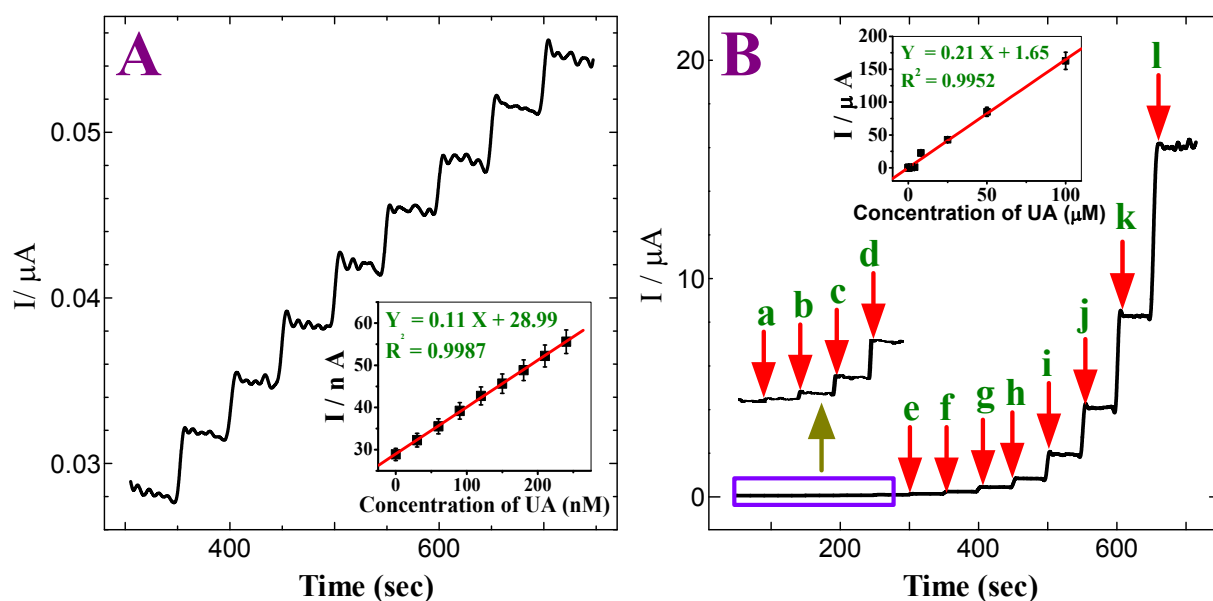 A
0.05
0.04
0.03
I/ μA
400
600
Time (sec)
Y = 0.11 X + 28.99
R² = 0.9987
60
50
40
30
I / n A
0
100
200
Concentration of UA (nM)
B
20
10
0
I / μA
200
400
600
Time (sec)
Y = 0.21 X + 1.65
R² = 0.9952
200
150
100
50
0
I / μ A
0
50
100
Concentration of UA (μM)
a
b
c
d
e
f
g
h
i
j
k
l